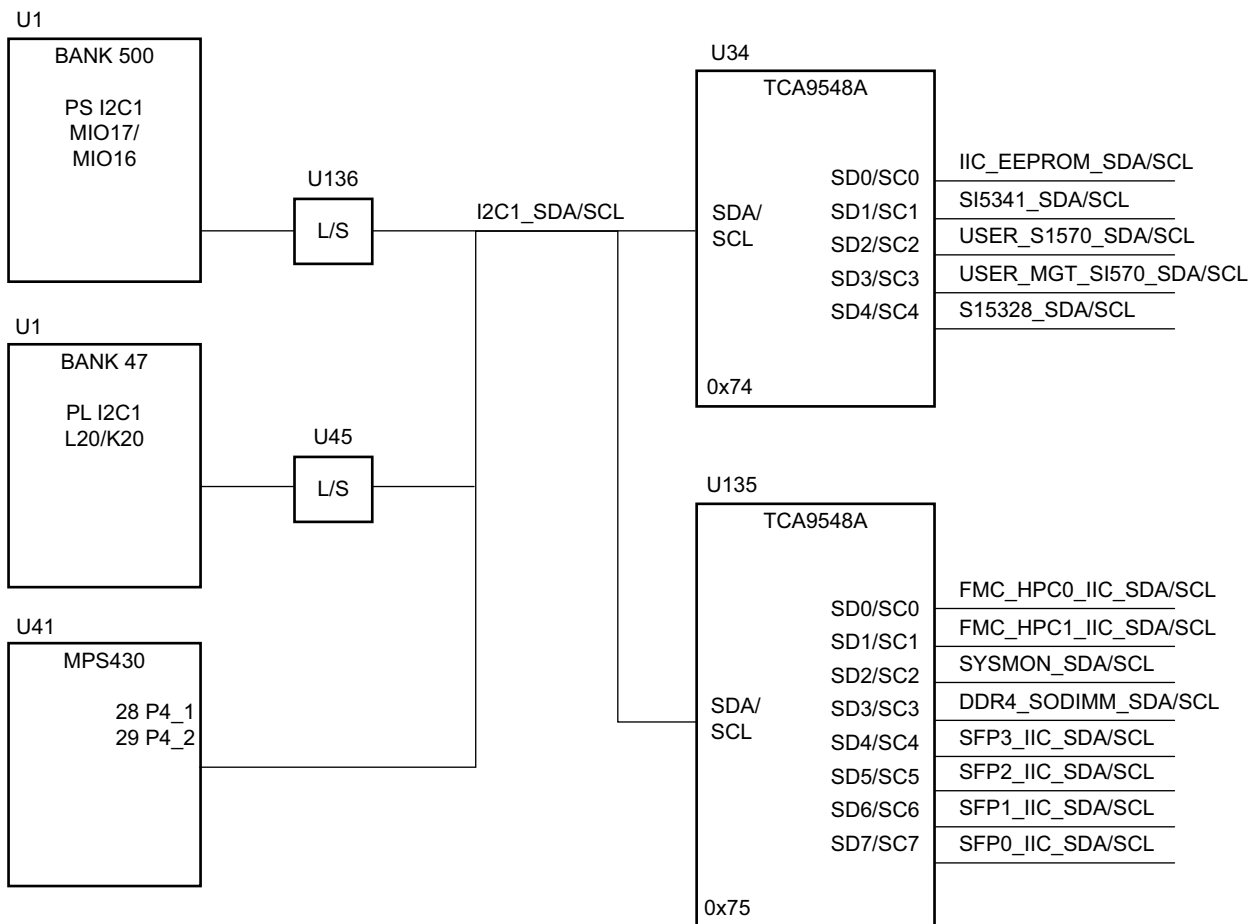 U1
BANK 500
PS I2C1
MIO17/
MIO16
U136
L/S
I2C1_SDA/SCL
U34
TCA9548A
SDA/
SCL
SD0/SC0
SD1/SC1
SD2/SC2
SD3/SC3
SD4/SC4
IIC_EEPROM_SDA/SCL
SI5341_SDA/SCL
USER_S1570_SDA/SCL
USER_MGT_SI570_SDA/SCL
S15328_SDA/SCL
0x74
U1
BANK 47
PL I2C1
L20/K20
U45
L/S
U41
MPS430
28 P4_1
29 P4_2
U135
TCA9548A
SDA/
SCL
SD0/SC0
SD1/SC1
SD2/SC2
SD3/SC3
SD4/SC4
SD5/SC5
SD6/SC6
SD7/SC7
FMC_HPC0_IIC_SDA/SCL
FMC_HPC1_IIC_SDA/SCL
SYSMON_SDA/SCL
DDR4_SODIMM_SDA/SCL
SFP3_IIC_SDA/SCL
SFP2_IIC_SDA/SCL
SFP1_IIC_SDA/SCL
SFP0_IIC_SDA/SCL
0x75